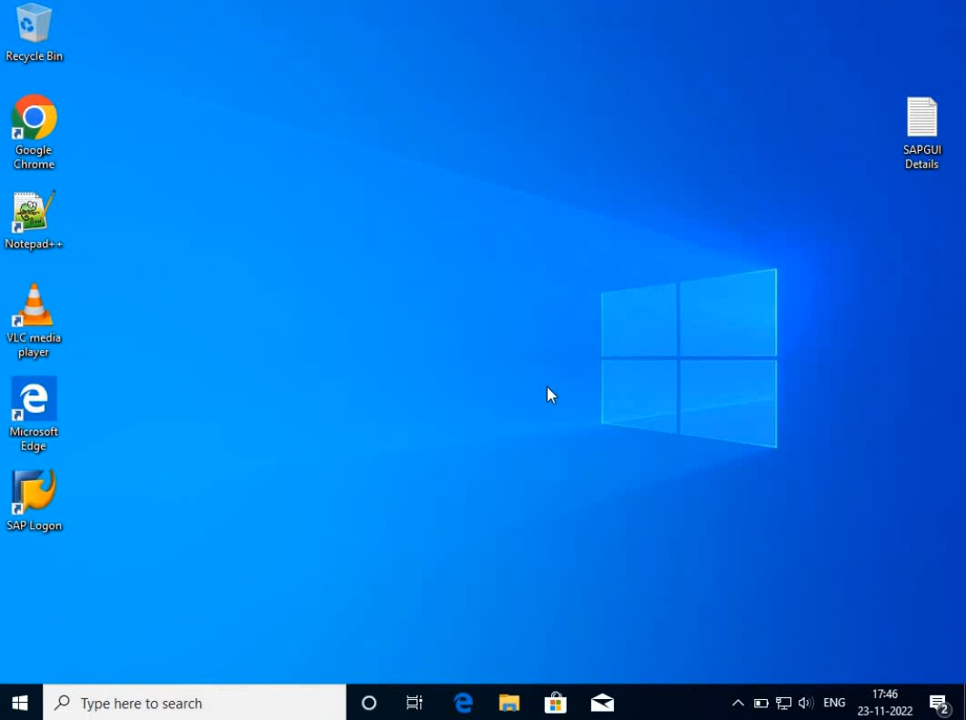 Recycle Bin
Google
Chrome
Notepad++
VLC media
player
Microsoft
Edge
SAP Logon
SAPGUI
Details
Type here to search
ENG
17:46
23-11-2022
2